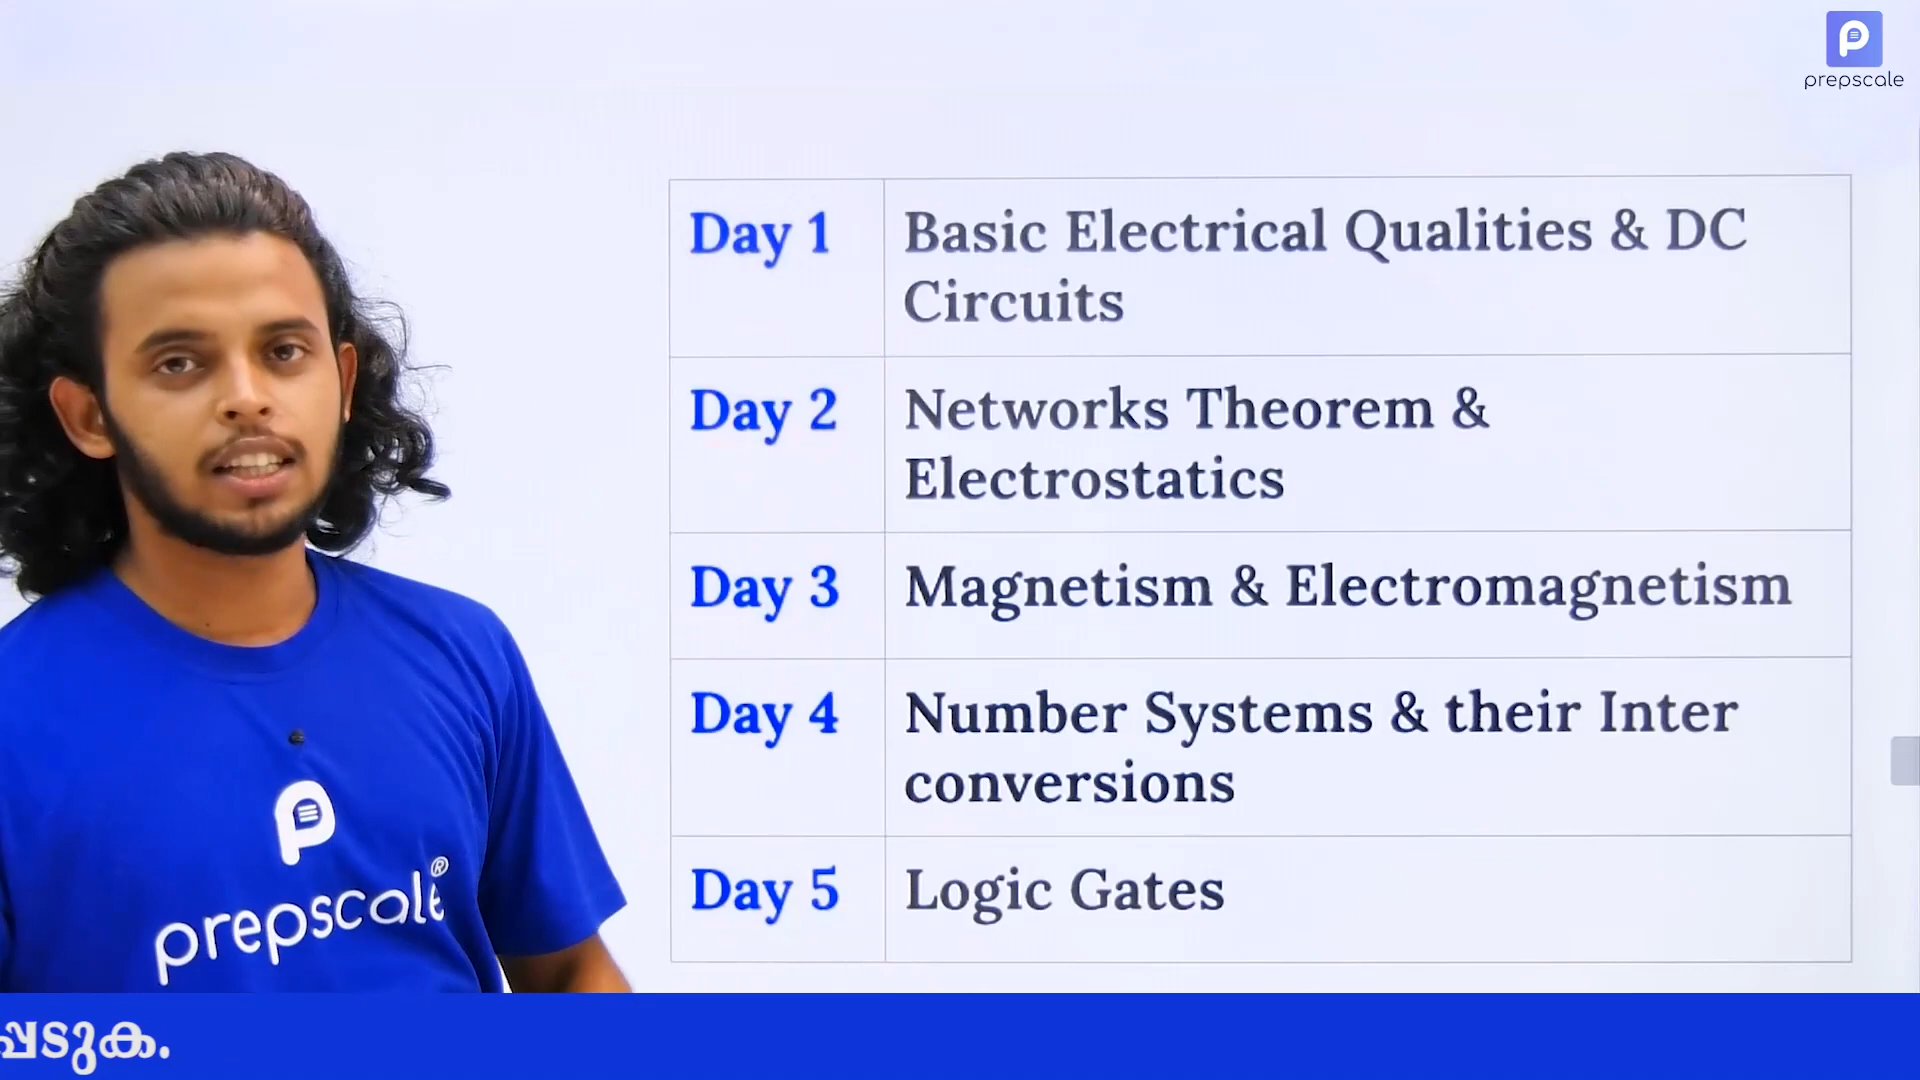 prepscale
Day 1
Basic Electrical Qualities & DC
Circuits
Day 2
Networks Theorem &
Electrostatics
Day 3
Magnetism & Electromagnetism
Day 4
Number Systems & their Inter
conversions
Day 5
Logic Gates
prepscale®
പ്പെടുക.